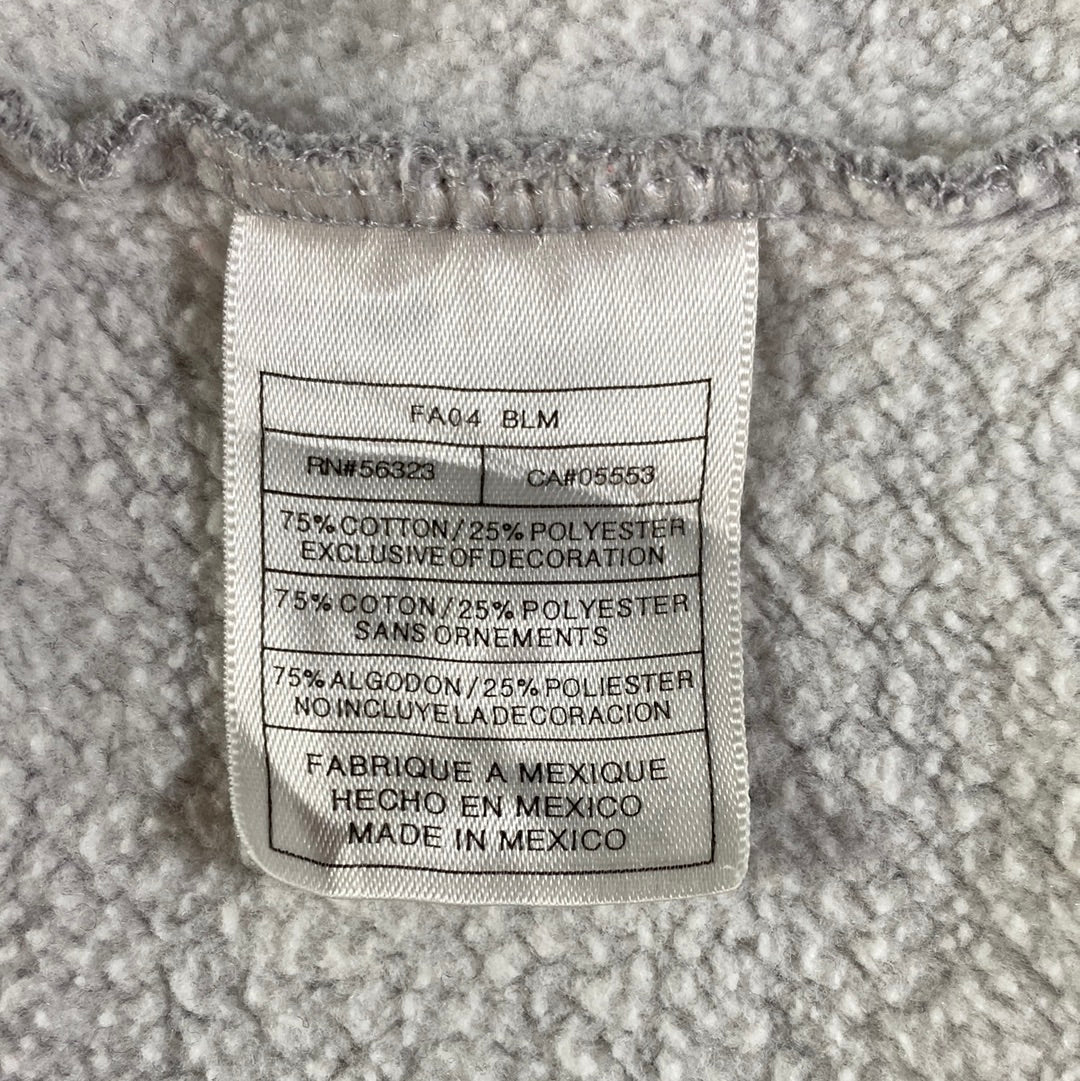 FA04 BLM
RN#56323 CA#05553
75% COTTON/25% POLYESTER
EXCLUSIVE OF DECORATION
75% COTON/25% POLYESTER
SANS ORNEMENTS
75% ALGODON/25% POLIESTER
NO INCLUYE LA DECORACION
FABRIQUE A MEXIQUE
HECHO EN MEXICO
MADE IN MEXICO